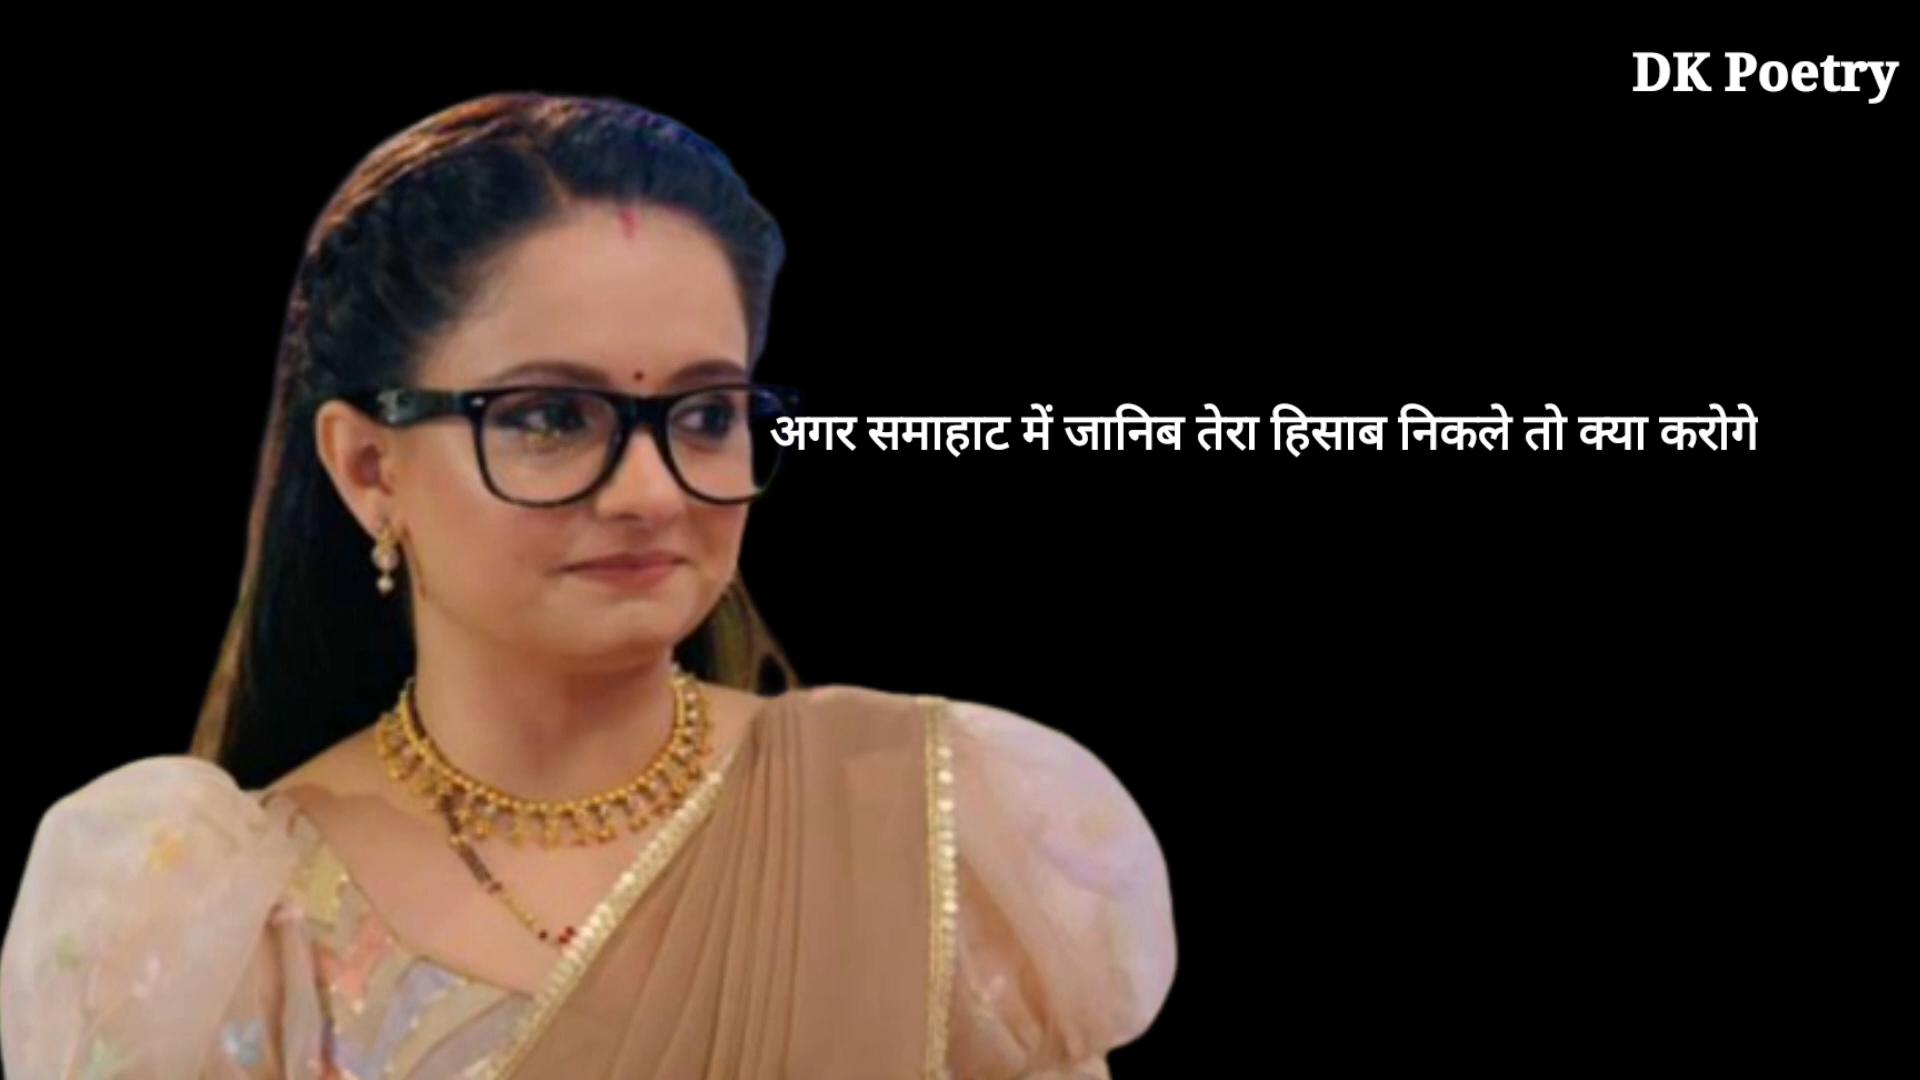 DK Poetry
अगर समाहाट में जानिब तेरा हिसाब निकले तो क्या करोगे